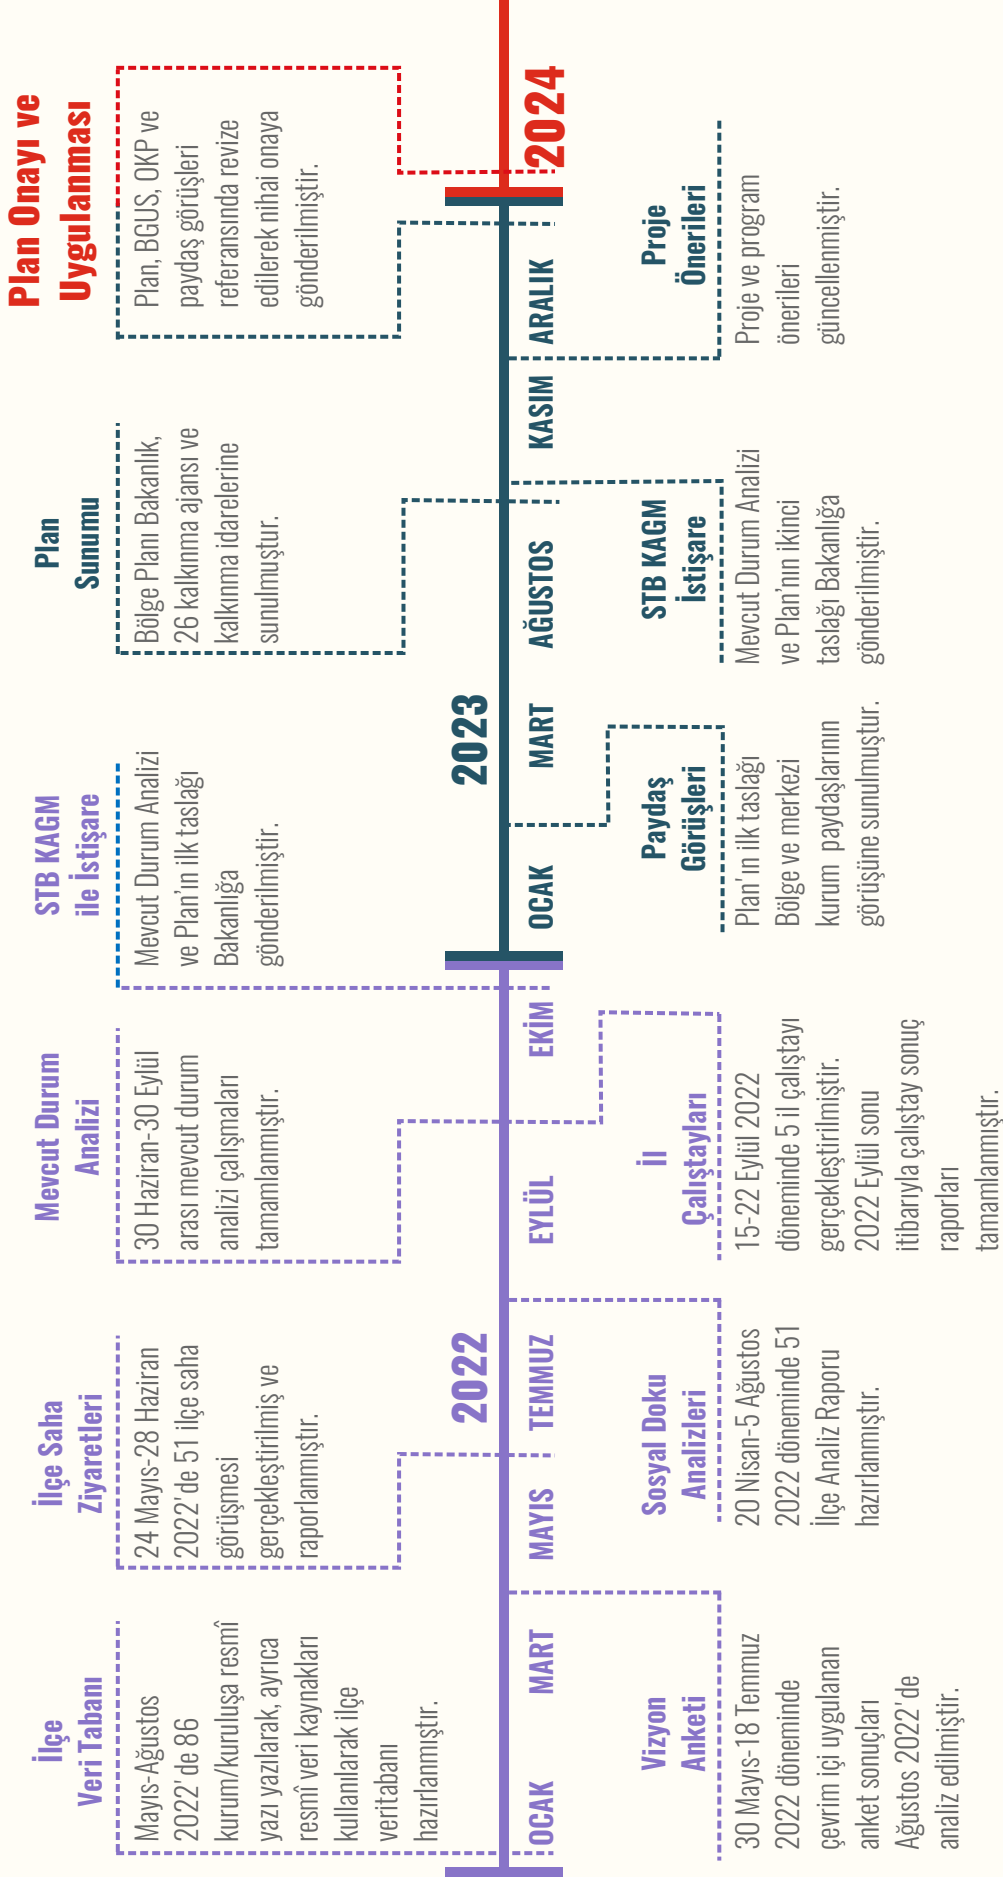 İlçe
Veri Tabanı
Mayıs-Ağustos
2022'de 86
kurum/kuruluşa resmî
yazı yazılarak, ayrıca
resmî veri kaynakları
kullanılarak ilçe
veritabanı
hazırlanmıştır.
İlçe Saha
Ziyaretleri
24 Mayıs-28 Haziran
2022'de 51 ilçe saha
görüşmesi
gerçekleştirilmiş ve
raporlanmıştır.
Mevcut Durum
Analizi
30 Haziran-30 Eylül
arası mevcut durum
analizi çalışmaları
tamamlanmıştır.
STB KAGM
ile İstişare
Mevcut Durum Analizi
ve Plan'ın ilk taslağı
Bakanlığa
gönderilmiştir.
Plan
Sunumu
Bölge Planı Bakanlık,
26 kalkınma ajansı ve
kalkınma idarelerine
sunulmuştur.
Plan Onayı ve
Uygulanması
Plan, BGUS, OKP ve
paydaş görüşleri
referansında revize
edilerek nihai onaya
gönderilmiştir.
2022
2023
OCAK
MART
MAYIS
TEMMUZ
EYLÜL
EKİM
OCAK
MART
AĞUSTOS
KASIM
ARALIK
2024
Vizyon
Anketi
30 Mayıs-18 Temmuz
2022 döneminde
çevrim içi uygulanan
anket sonuçları
Ağustos 2022'de
analiz edilmiştir.
Sosyal Doku
Analizleri
20 Nisan-5 Ağustos
2022 döneminde 51
İlçe Analiz Raporu
hazırlanmıştır.
İl
Çalıştayları
15-22 Eylül 2022
döneminde 5 il çalıştayı
gerçekleştirilmiştir.
2022 Eylül sonu
itibarıyla çalıştay sonuç
raporları
tamamlanmıştır.
Paydaş
Görüşleri
Plan'ın ilk taslağı
Bölge ve merkezi
kurum paydaşlarının
görüşüne sunulmuştur.
STB KAGM
İstişare
Mevcut Durum Analizi
ve Plan'nın ikinci
taslağı Bakanlığa
gönderilmiştir.
Proje
Önerileri
Proje ve program
önerileri
güncellenmiştir.